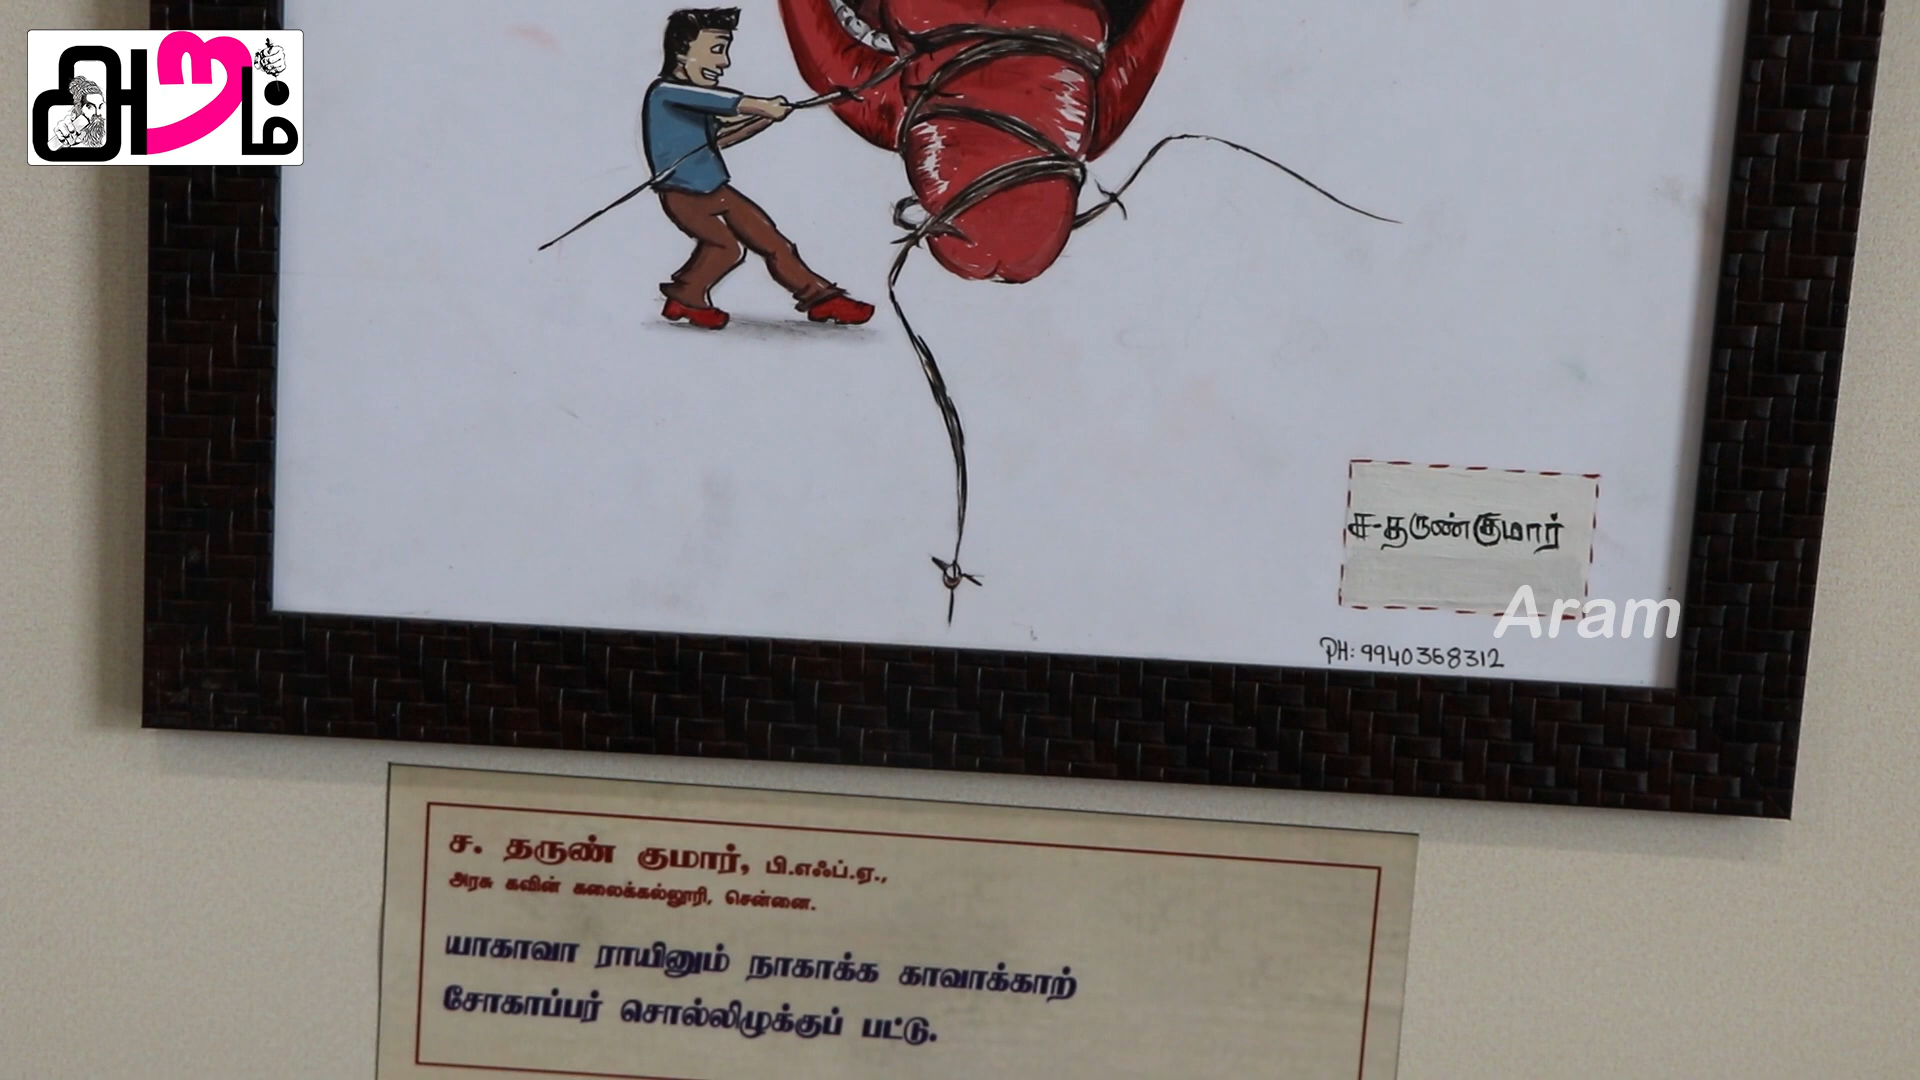 அறம்
ச-தருண்குமார்
Aram
PH: 9940368312
ச. தருண் குமார், பி.எஃப்.ஏ.,
அரசு கவின் கலைக்கல்லூரி, சென்னை.
யாகாவா ராயினும் நாகாக்க காவாக்காற்
சோகாப்பர் சொல்லிழுக்குப் பட்டு.